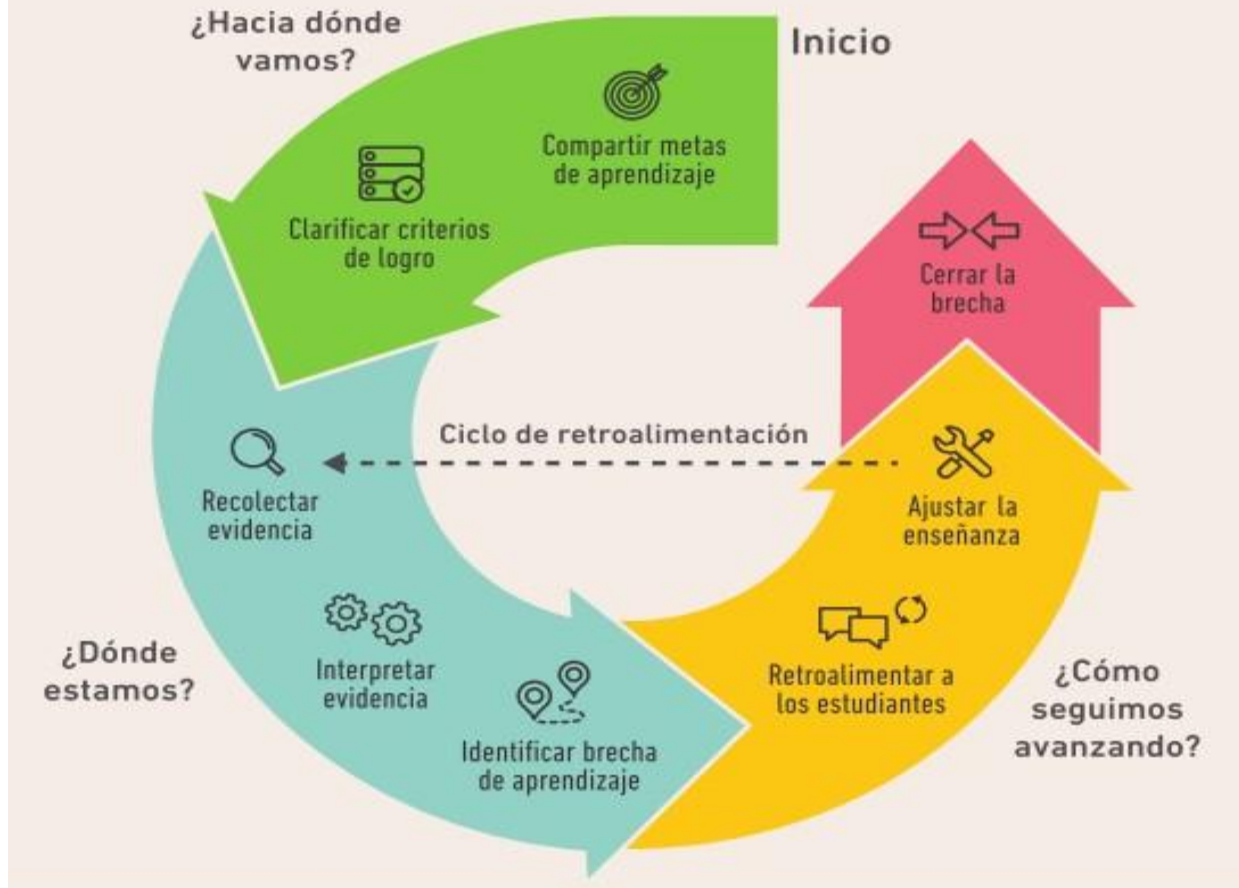 ¿Hacia dónde
vamos?
Inicio
Compartir metas
de aprendizaje
Clarificar criterios
de logro
Recolectar
evidencia
Interpretar
evidencia
Identificar brecha
de aprendizaje
¿Dónde
estamos?
Ciclo de retroalimentación
Retroalimentar a
los estudiantes
Ajustar la
enseñanza
¿Cómo
seguimos
avanzando?
Cerrar la
brecha